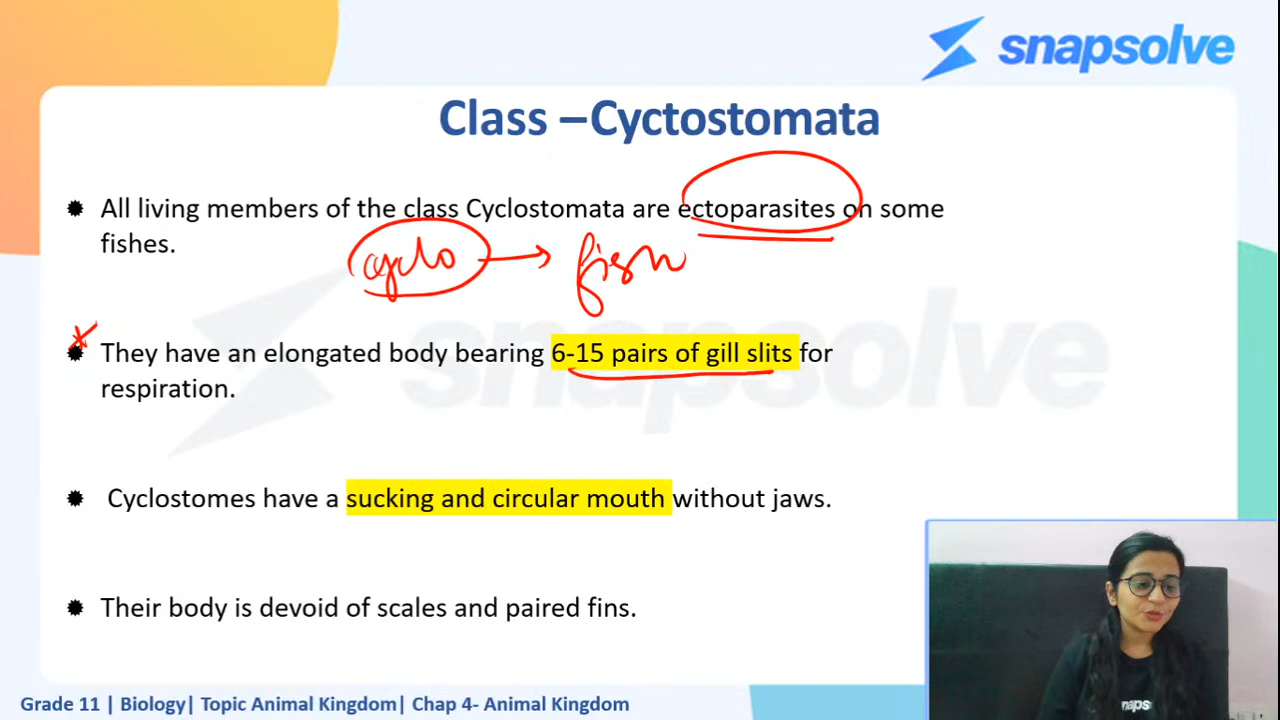 snapsolve
Class –Cyctostomata
All living members of the class Cyclostomata are ectoparasites on some
fishes.
cyclo → fish
They have an elongated body bearing 6-15 pairs of gill slits for
respiration.
Cyclostomes have a sucking and circular mouth without jaws.
Their body is devoid of scales and paired fins.
Grade 11 | Biology| Topic Animal Kingdom| Chap 4- Animal Kingdom